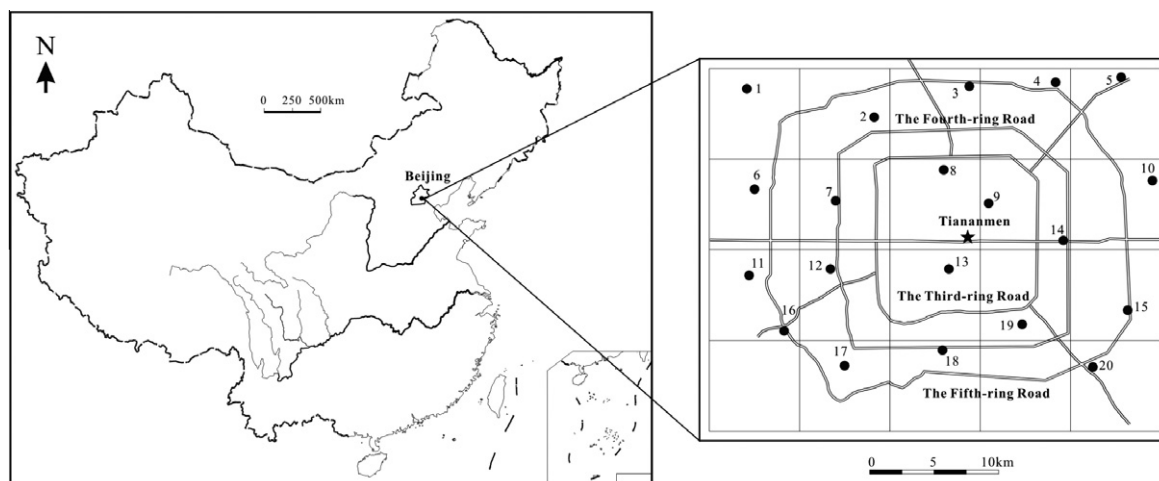 N
0 250 500km
Beijing
1
2
3
4
5
The Fourth-ring Road
6
7
8
9
10
Tiananmen
14
11
12
13
The Third-ring Road
15
16
19
17
18
20
The Fifth-ring Road
0 5 10km